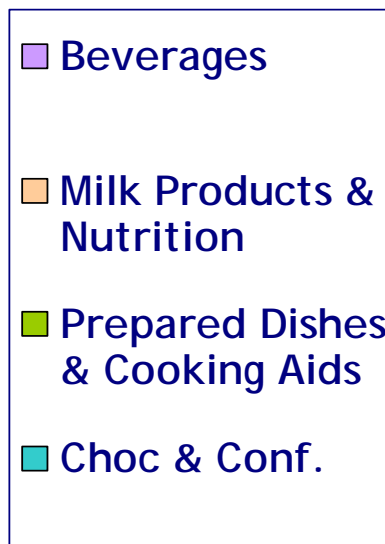 Beverages
Milk Products &
Nutrition
Prepared Dishes
& Cooking Aids
Choc & Conf.